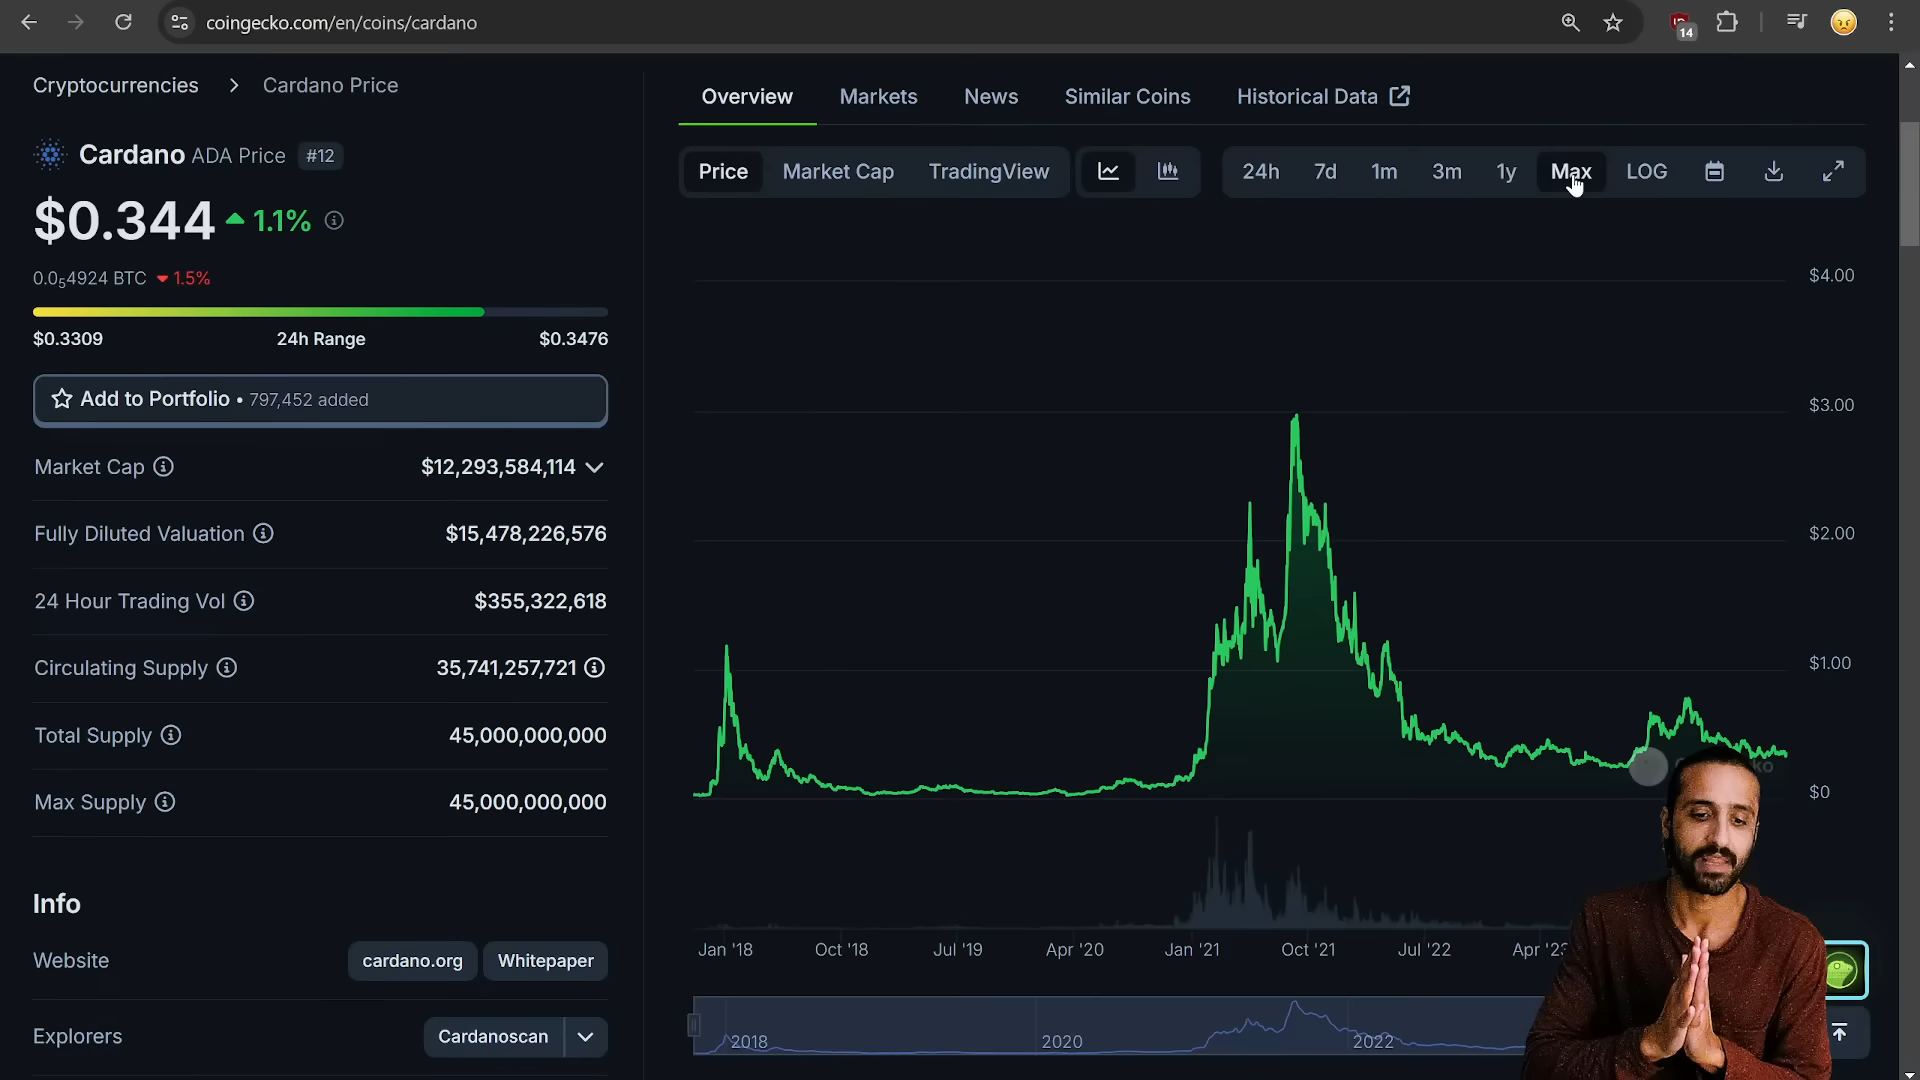 coingecko.com/en/coins/cardano
14
Cryptocurrencies > Cardano Price
Cardano ADA Price #12
$0.344 1.1%
0.0₅4924 BTC 1.5%
$0.3309 24h Range $0.3476
Add to Portfolio • 797,452 added
Market Cap $12,293,584,114
Fully Diluted Valuation $15,478,226,576
24 Hour Trading Vol $355,322,618
Circulating Supply 35,741,257,721
Total Supply 45,000,000,000
Max Supply 45,000,000,000
Info
Website cardano.org Whitepaper
Explorers Cardanoscan
Overview Markets News Similar Coins Historical Data
Price Market Cap TradingView 24h 7d 1m 3m 1y Max LOG
$4.00
$3.00
$2.00
$1.00
$0
Jan '18 Oct '18 Jul '19 Apr '20 Jan '21 Oct '21 Jul '22 Apr '23
2018 2020 2022